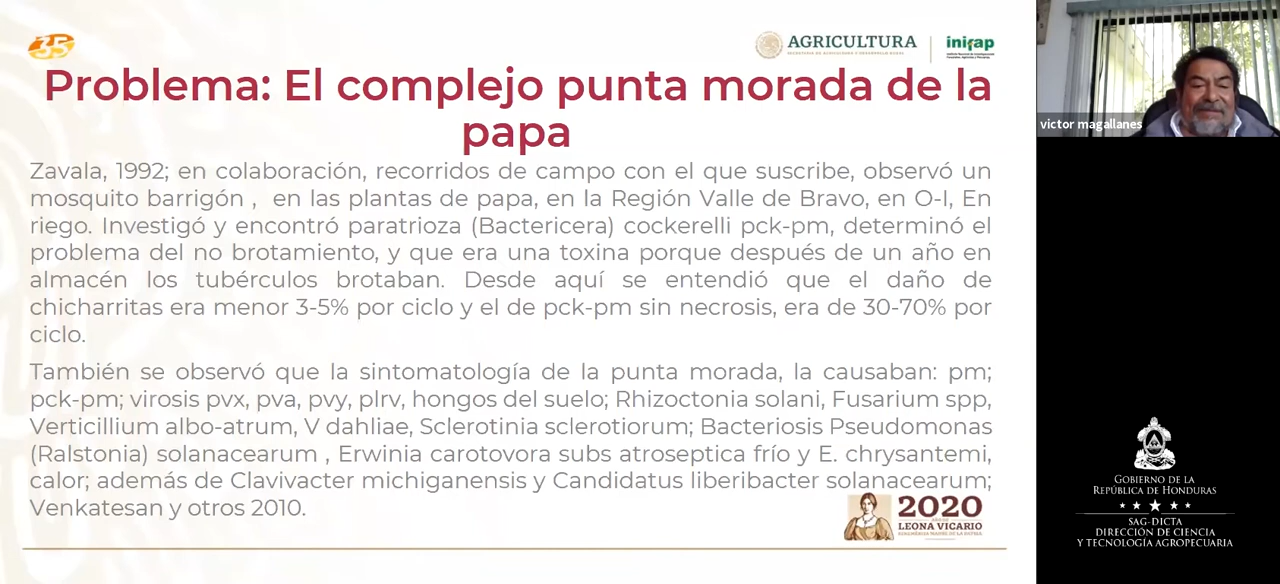 35
AGRICULTURA
SECRETARÍA DE AGRICULTURA Y DESARROLLO RURAL
inifap
Problema: El complejo punta morada de la
papa
victor magallanes
Zavala, 1992; en colaboración, recorridos de campo con el que suscribe, observó un
mosquito barrigón , en las plantas de papa, en la Región Valle de Bravo, en O-I, En
riego. Investigó y encontró paratrioza (Bactericera) cockerelli pck-pm, determinó el
problema del no brotamiento, y que era una toxina porque después de un año en
almacén los tubérculos brotaban. Desde aquí se entendió que el daño de
chicharritas era menor 3-5% por ciclo y el de pck-pm sin necrosis, era de 30-70% por
ciclo.
También se observó que la sintomatología de la punta morada, la causaban: pm;
pck-pm; virosis pvx, pva, pvy, plrv, hongos del suelo; Rhizoctonia solani, Fusarium spp,
Verticillium albo-atrum, V dahliae, Sclerotinia sclerotiorum; Bacteriosis Pseudomonas
(Ralstonia) solanacearum , Erwinia carotovora subs atroseptica frío y E. chrysantemi,
calor; además de Clavivacter michiganensis y Candidatus liberibacter solanacearum;
Venkatesan y otros 2010.
2020
LEONA VICARIO
GOBIERNO DE LA
REPÚBLICA DE HONDURAS
SAG-DICTA
DIRECCIÓN DE CIENCIA
Y TECNOLOGÍA AGROPECUARIA